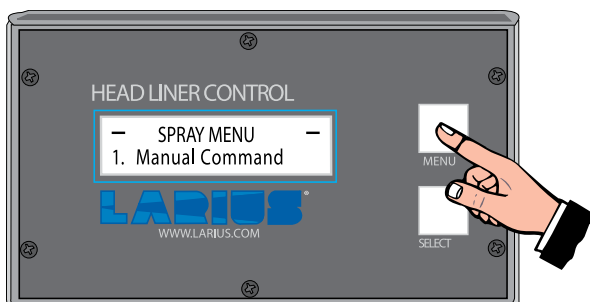 HEAD LINER CONTROL
– SPRAY MENU –
1. Manual Command
LARIUS®
WWW.LARIUS.COM
MENU
SELECT